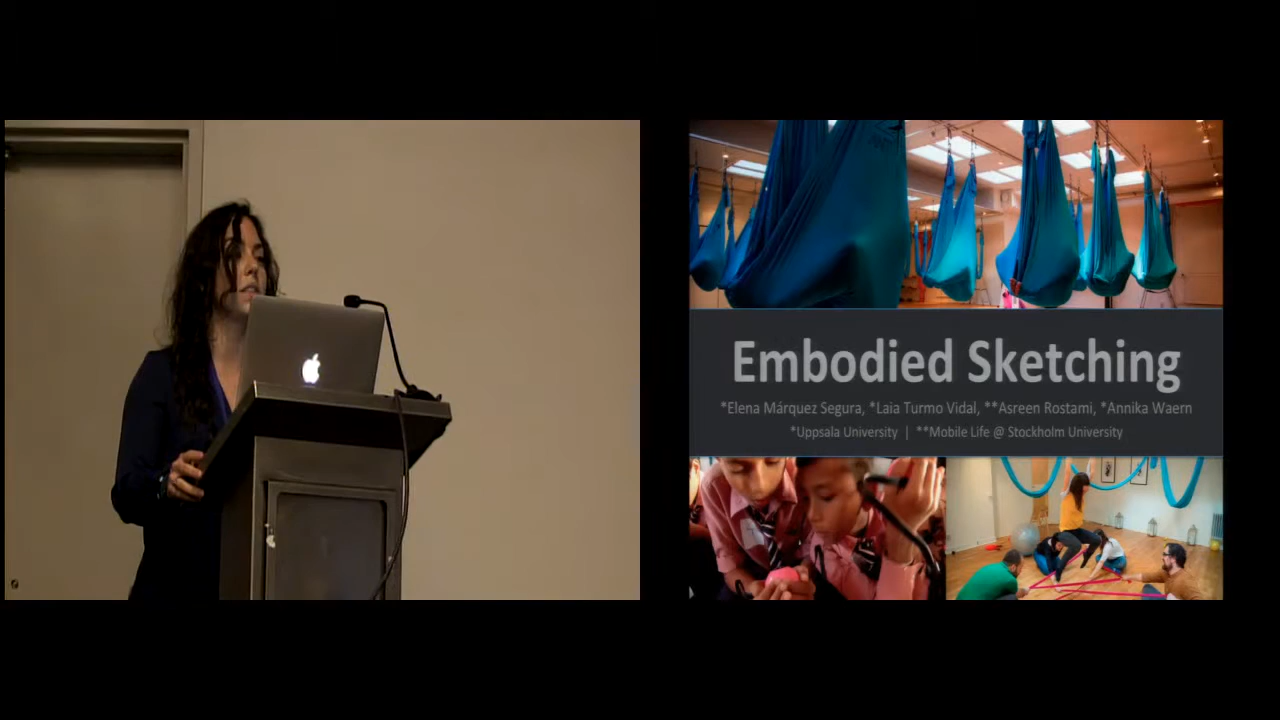 Embodied Sketching
*Elena Márquez Segura, *Laia Turmo Vidal, **Asreen Rostami, *Annika Waern
*Uppsala University | **Mobile Life @ Stockholm University